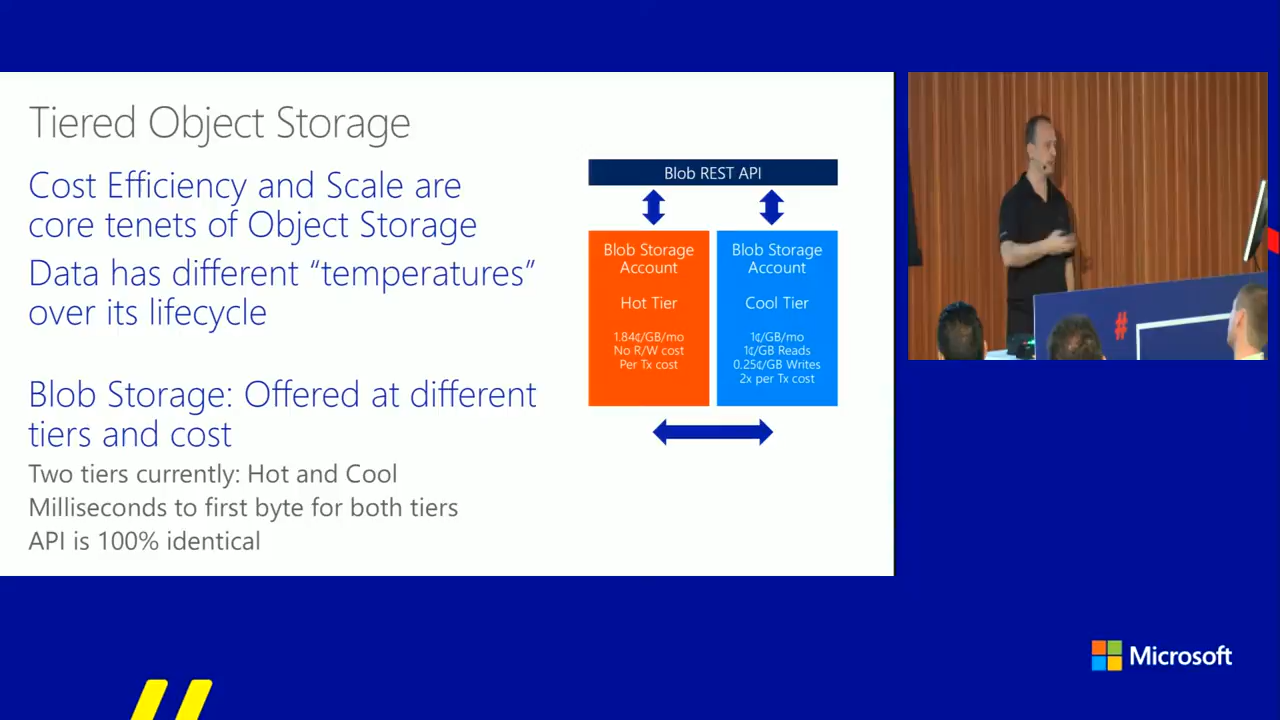 Tiered Object Storage
Cost Efficiency and Scale are
core tenets of Object Storage
Data has different “temperatures”
over its lifecycle
Blob Storage: Offered at different
tiers and cost
Two tiers currently: Hot and Cool
Milliseconds to first byte for both tiers
API is 100% identical
Blob REST API
Blob Storage
Account
Hot Tier
1.84¢/GB/mo
No R/W cost
Per Tx cost
Blob Storage
Account
Cool Tier
1¢/GB/mo
1¢/GB Reads
0.25¢/GB Writes
2x per Tx cost
#
Microsoft